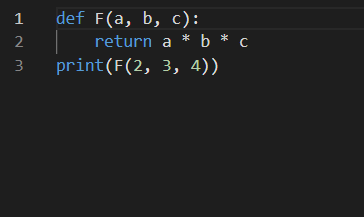 1 def F(a, b, c):
2     return a * b * c
3 print(F(2, 3, 4))